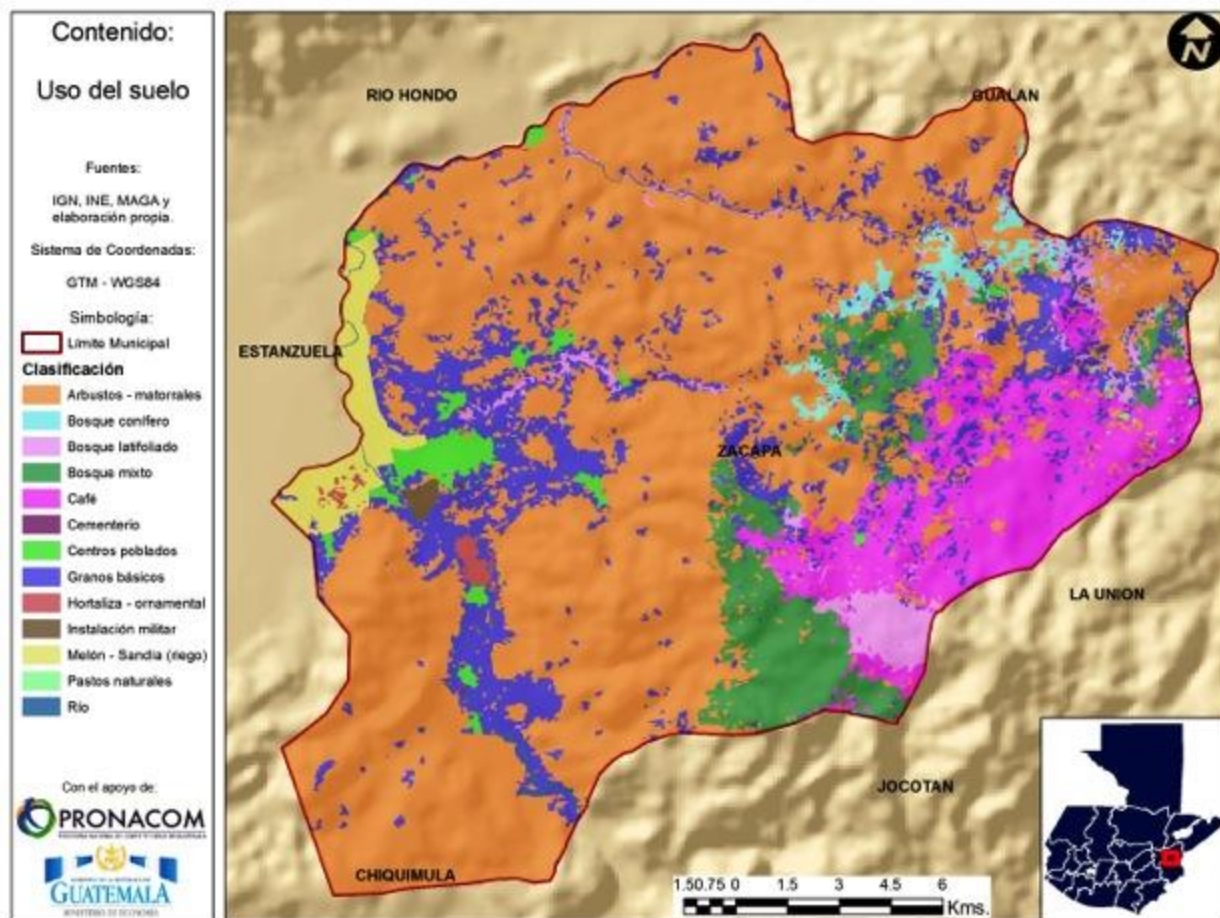 Contenido:
Uso del suelo
Fuentes:
IGN, INE, MAGA y
elaboración propia.
Sistema de Coordenadas:
GTM - WGS84
Simbología:
Límite Municipal
Clasificación
Arbustos - matorrales
Bosque conífero
Bosque latifoliado
Bosque mixto
Café
Cementerio
Centros poblados
Granos básicos
Hortaliza - ornamental
Instalación militar
Melón - Sandía (riego)
Pastos naturales
Río
Con el apoyo de:
PRONACOM
GUATEMALA
MINISTERIO DE ECONOMIA
N
RIO HONDO
GUALAN
ESTANZUELA
ZACAPA
LA UNION
JOCOTAN
CHIQUIMULA
1.50.75 0 1.5 3 4.5 6
Kms.